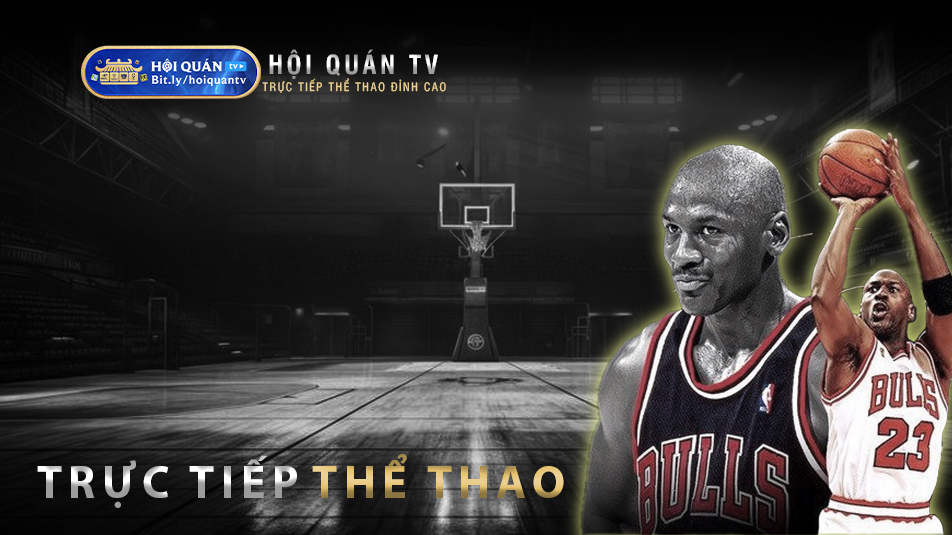 HỘI QUÁN tv
Bit.ly/hoiquantv
HỘI QUÁN TV
TRỰC TIẾP THỂ THAO ĐỈNH CAO
BULLS
BULLS
23
TRỰC TIẾP THỂ THAO